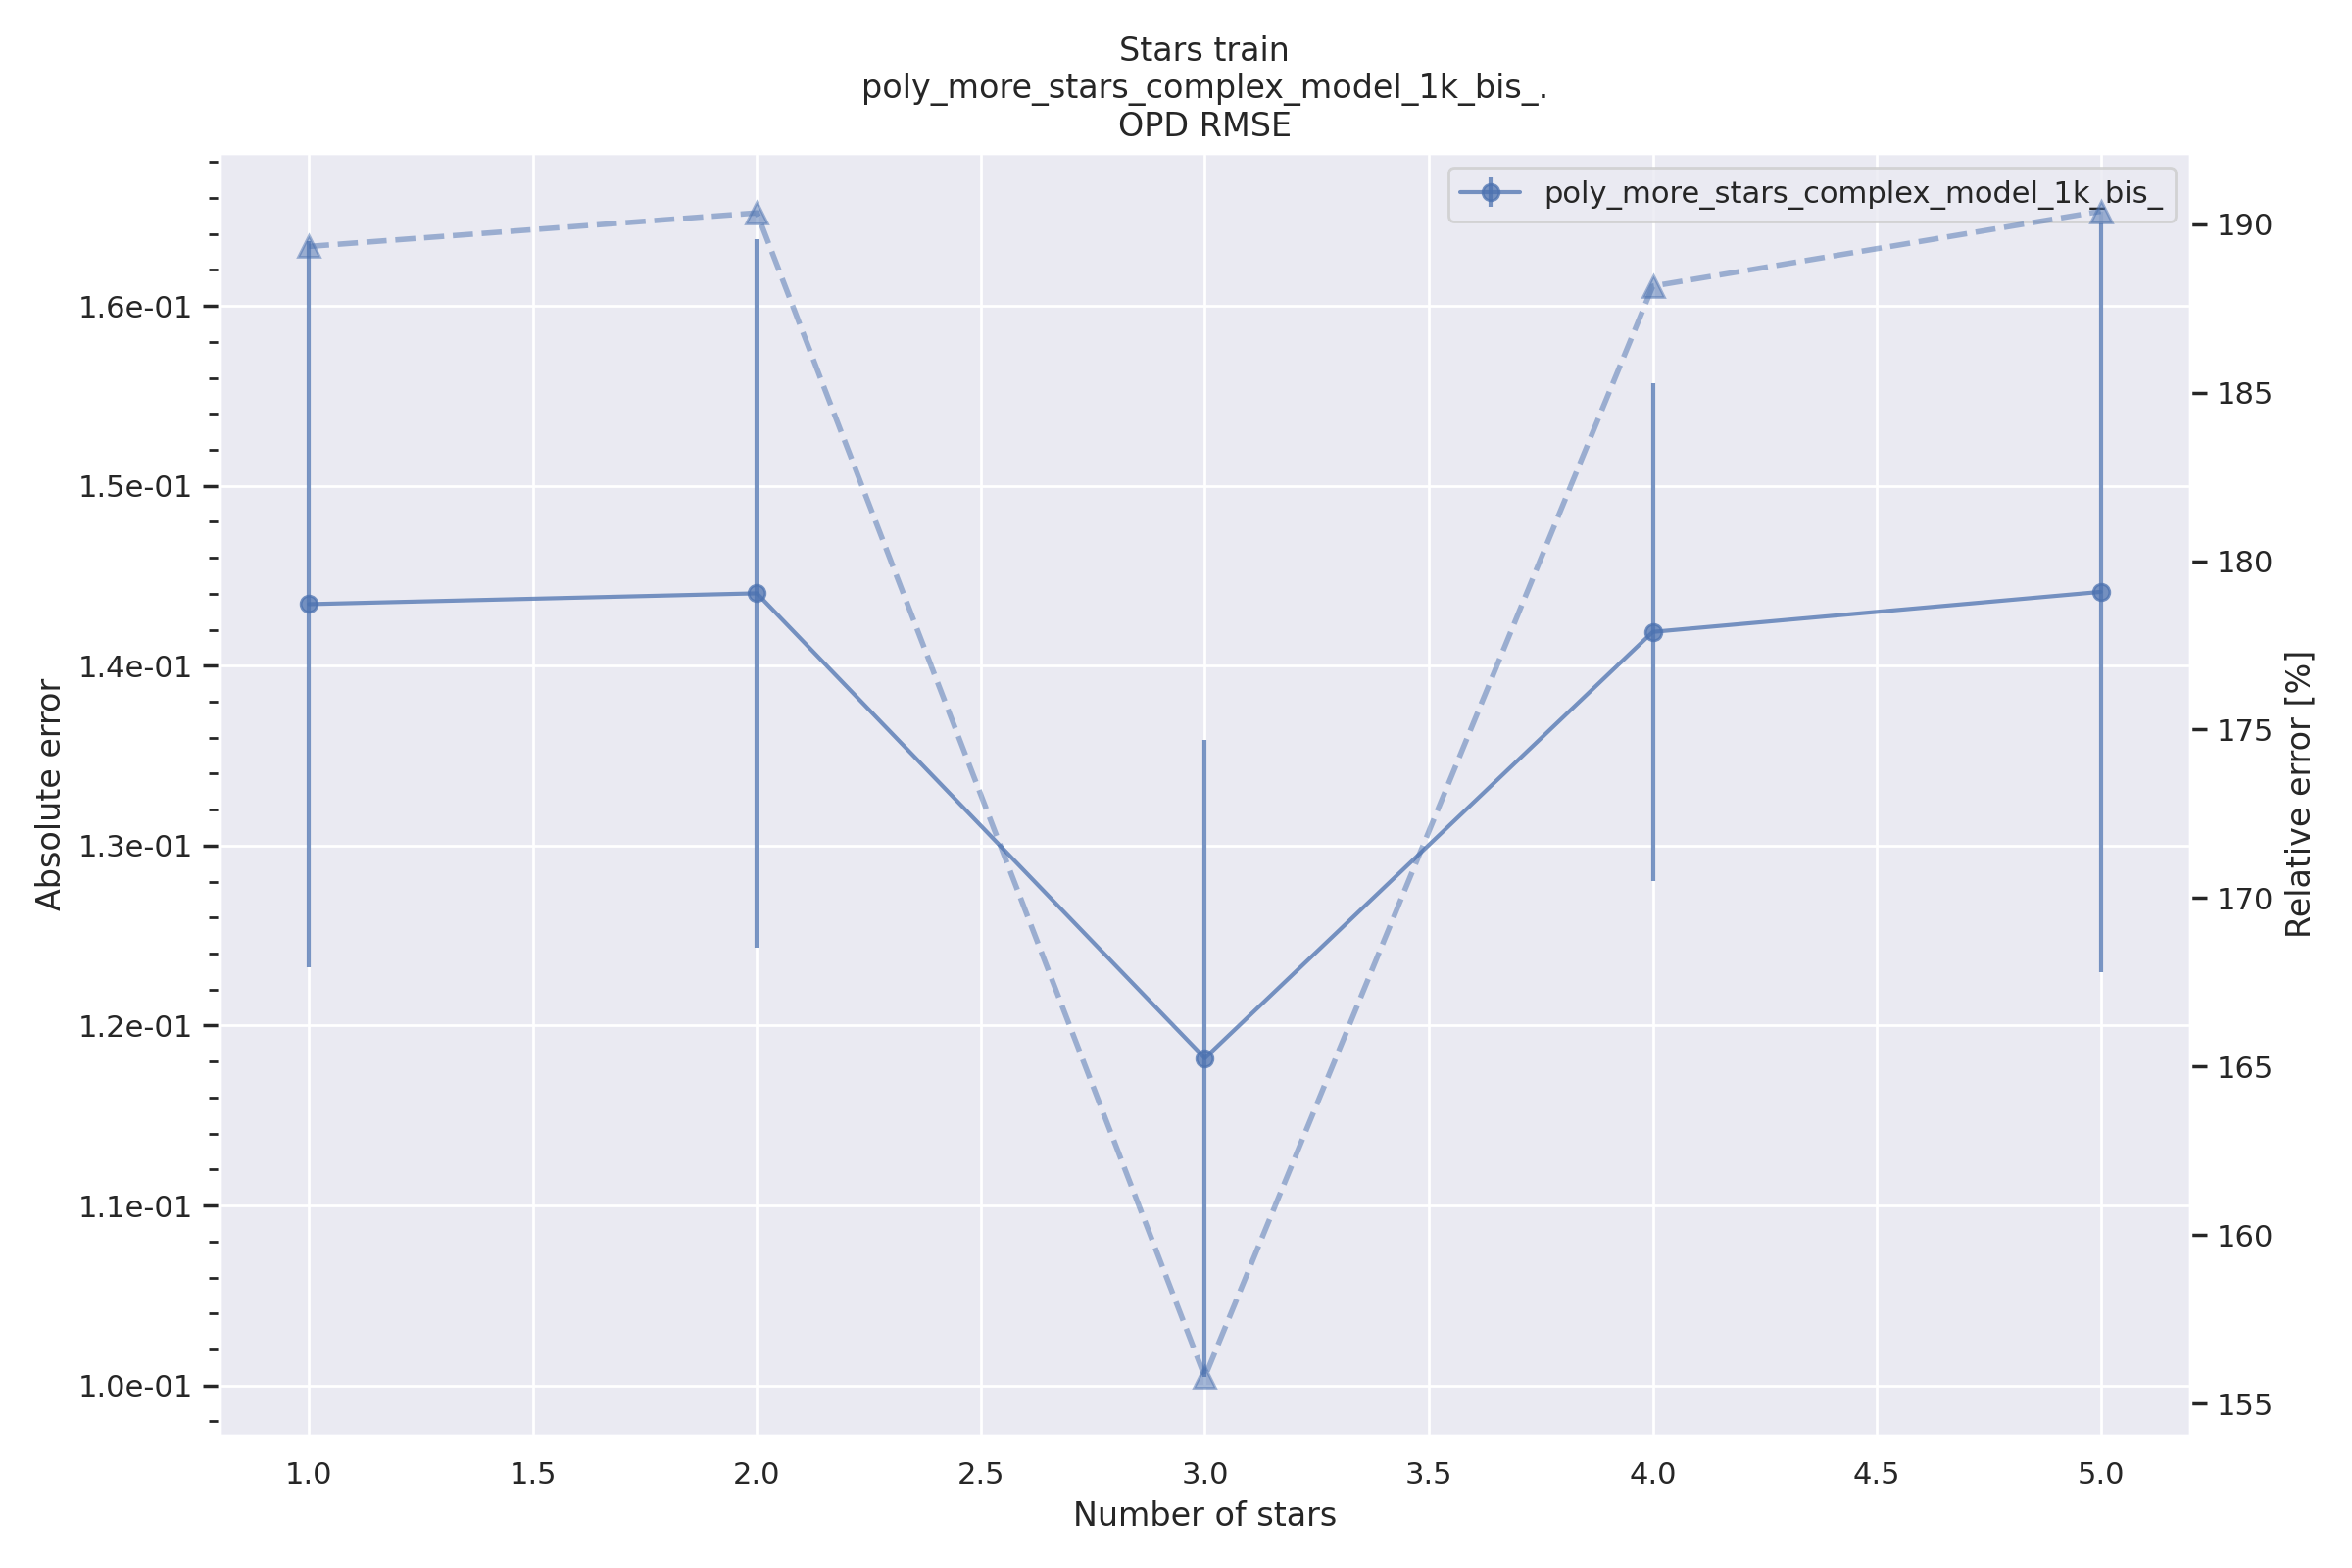 Stars train
poly_more_stars_complex_model_1k_bis_.
OPD RMSE
poly_more_stars_complex_model_1k_bis_
Absolute error
1.6e-01
1.5e-01
1.4e-01
1.3e-01
1.2e-01
1.1e-01
1.0e-01
190
185
180
175
170
165
160
155
Relative error [%]
1.0 1.5 2.0 2.5 3.0 3.5 4.0 4.5 5.0
Number of stars